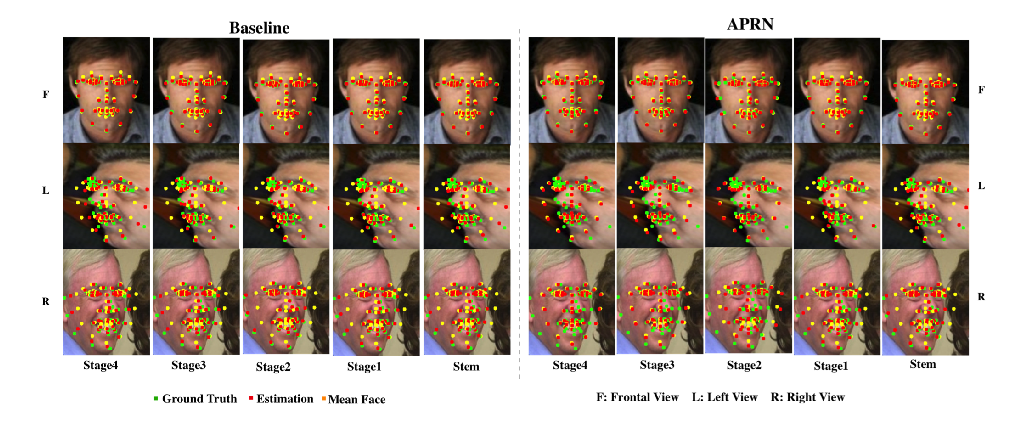 Baseline
APRN
F
F
L
L
R
R
Stage4 Stage3 Stage2 Stage1 Stem
Stage4 Stage3 Stage2 Stage1 Stem
Ground Truth Estimation Mean Face
F: Frontal View L: Left View R: Right View